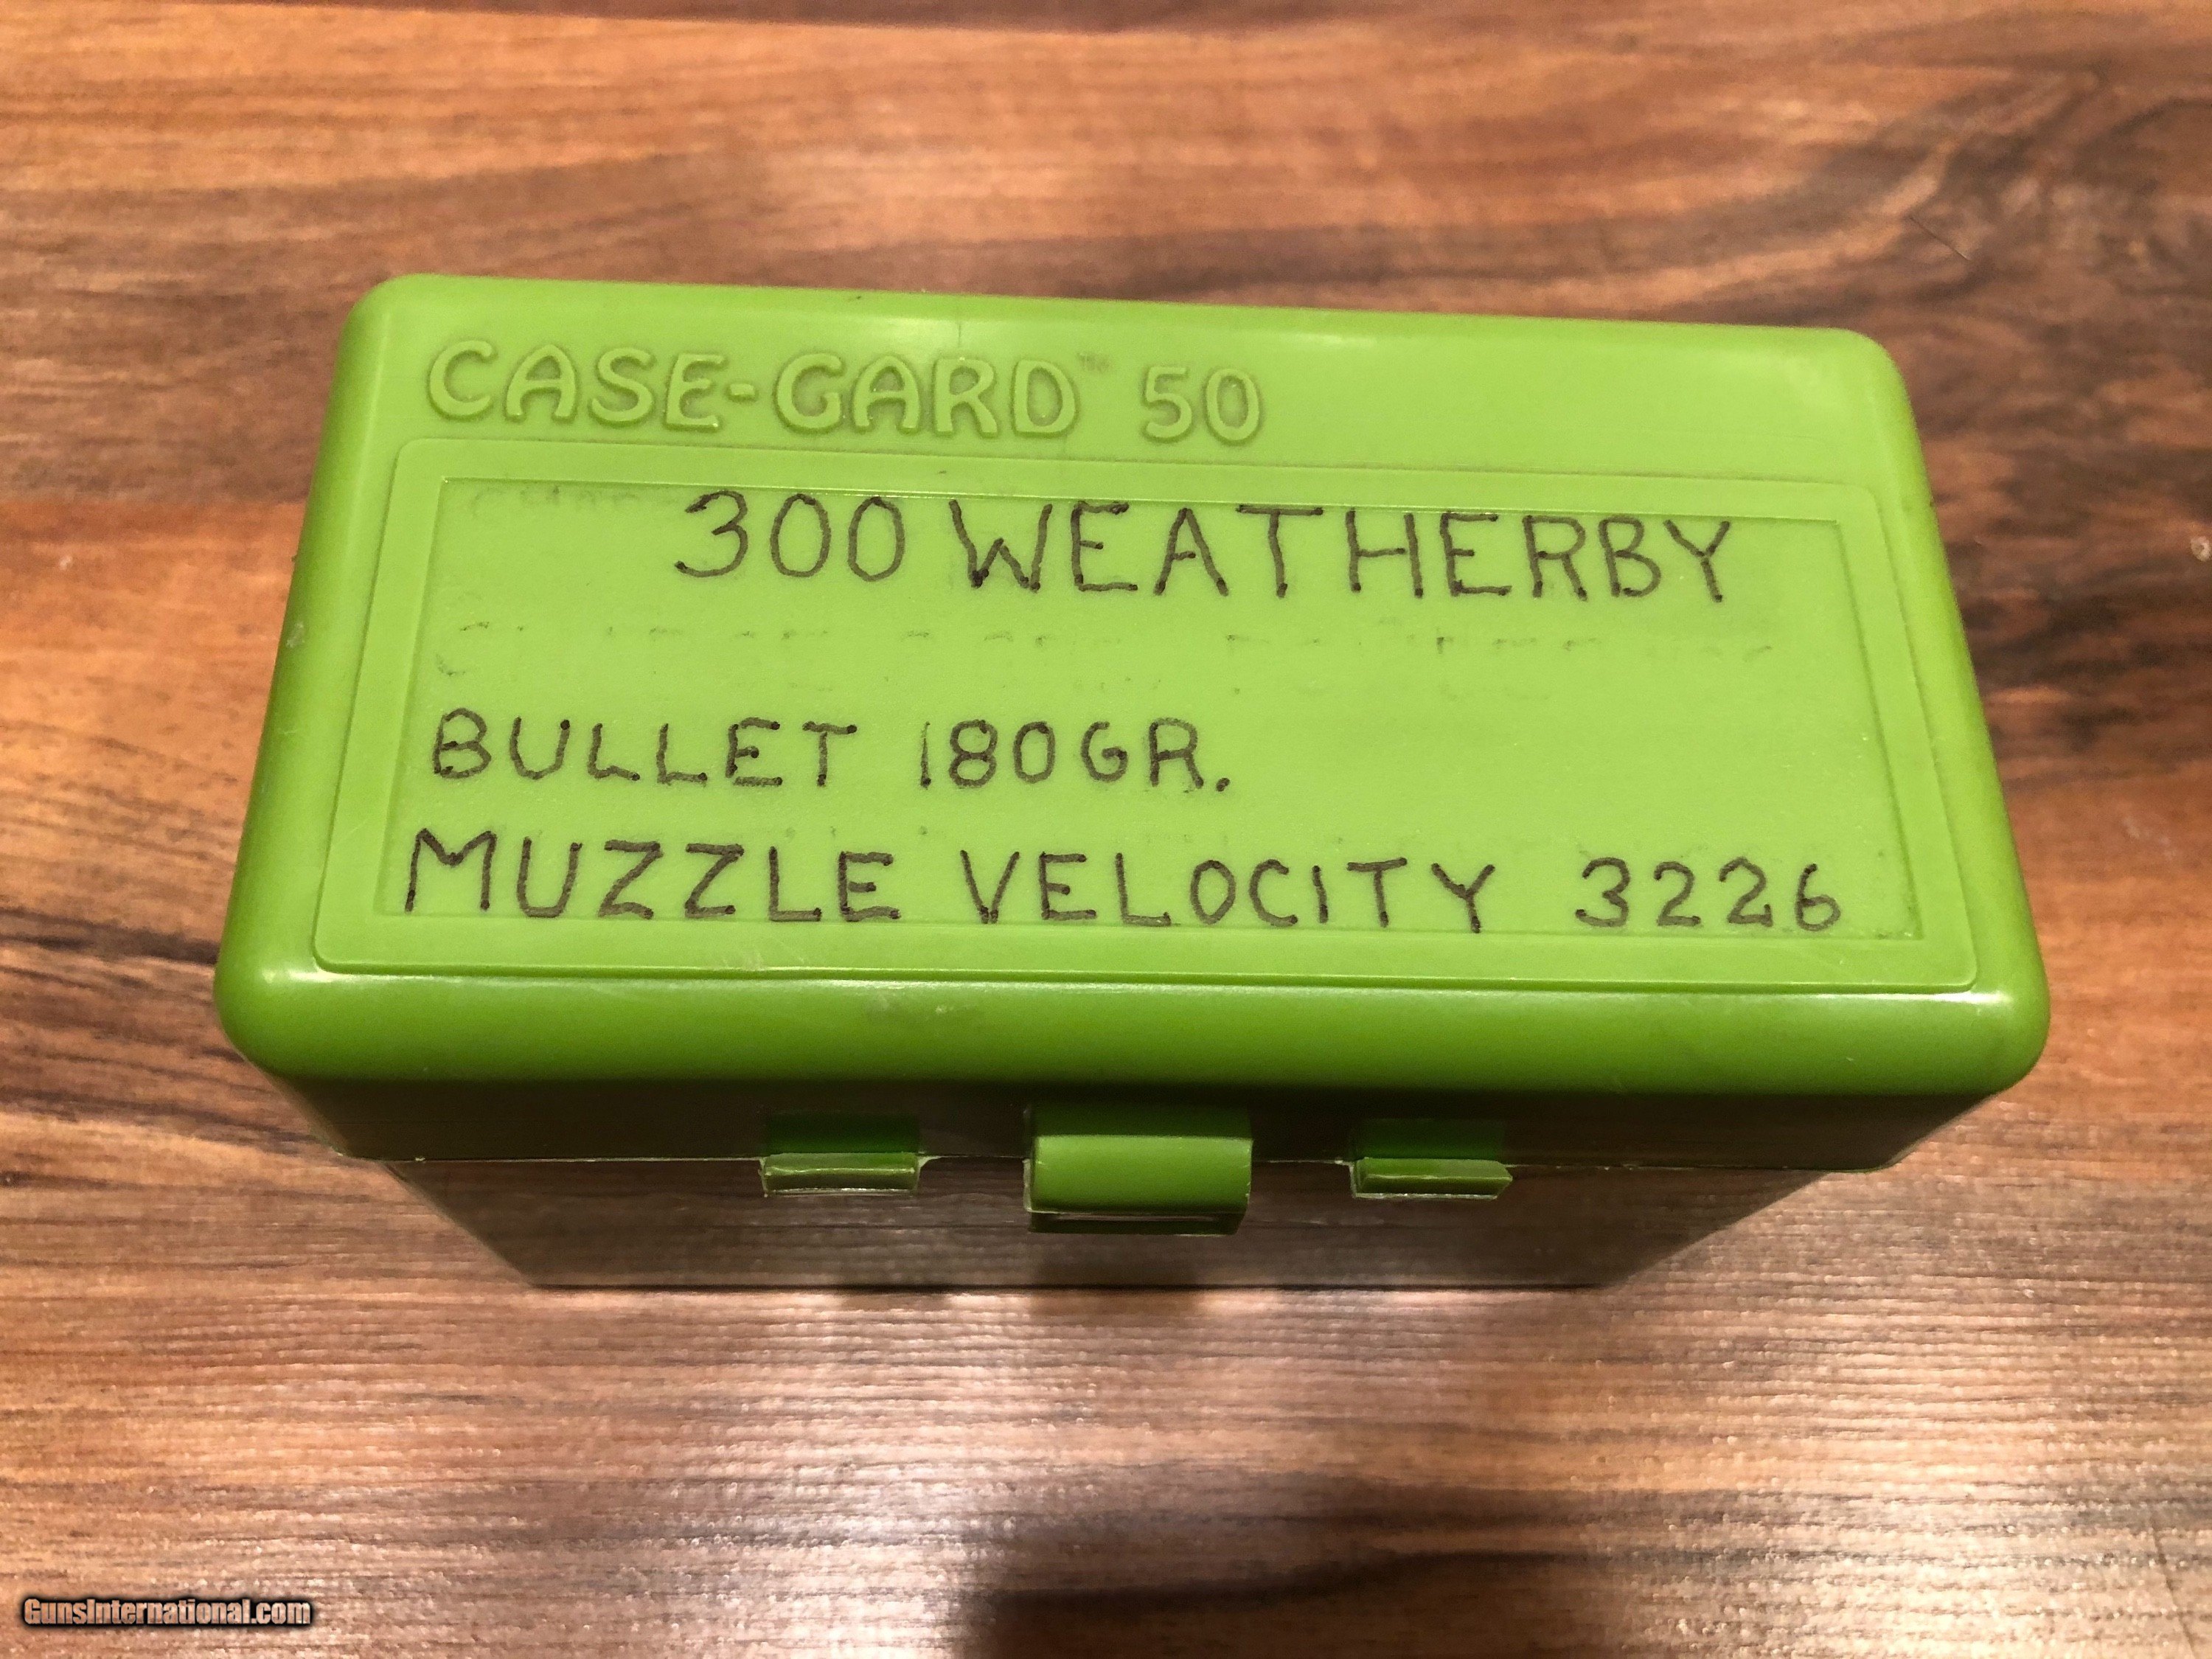 CASE-GARD™ 50
300 WEATHERBY
BULLET 180GR.
MUZZLE VELOCITY 3226
GunsInternational.com